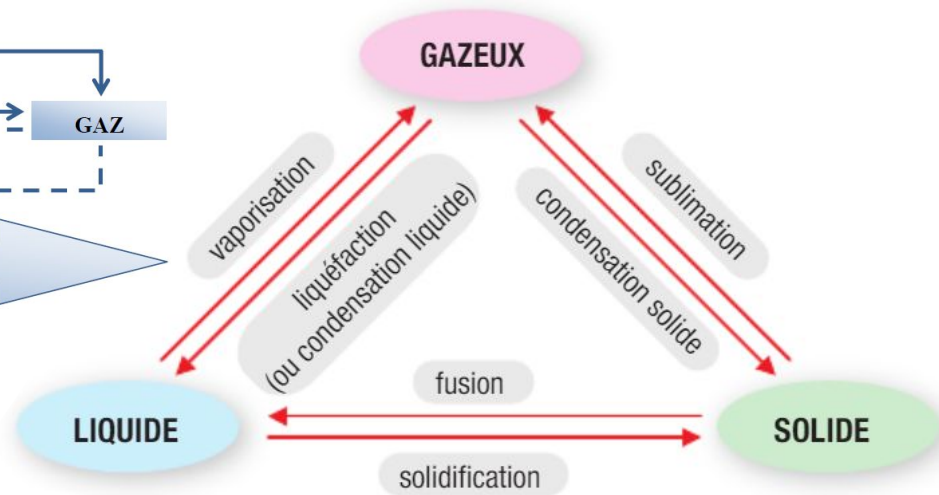 GAZEUX
GAZ
vaporisation
liquéfaction
(ou condensation liquide)
condensation solide
sublimation
fusion
LIQUIDE
SOLIDE
solidification